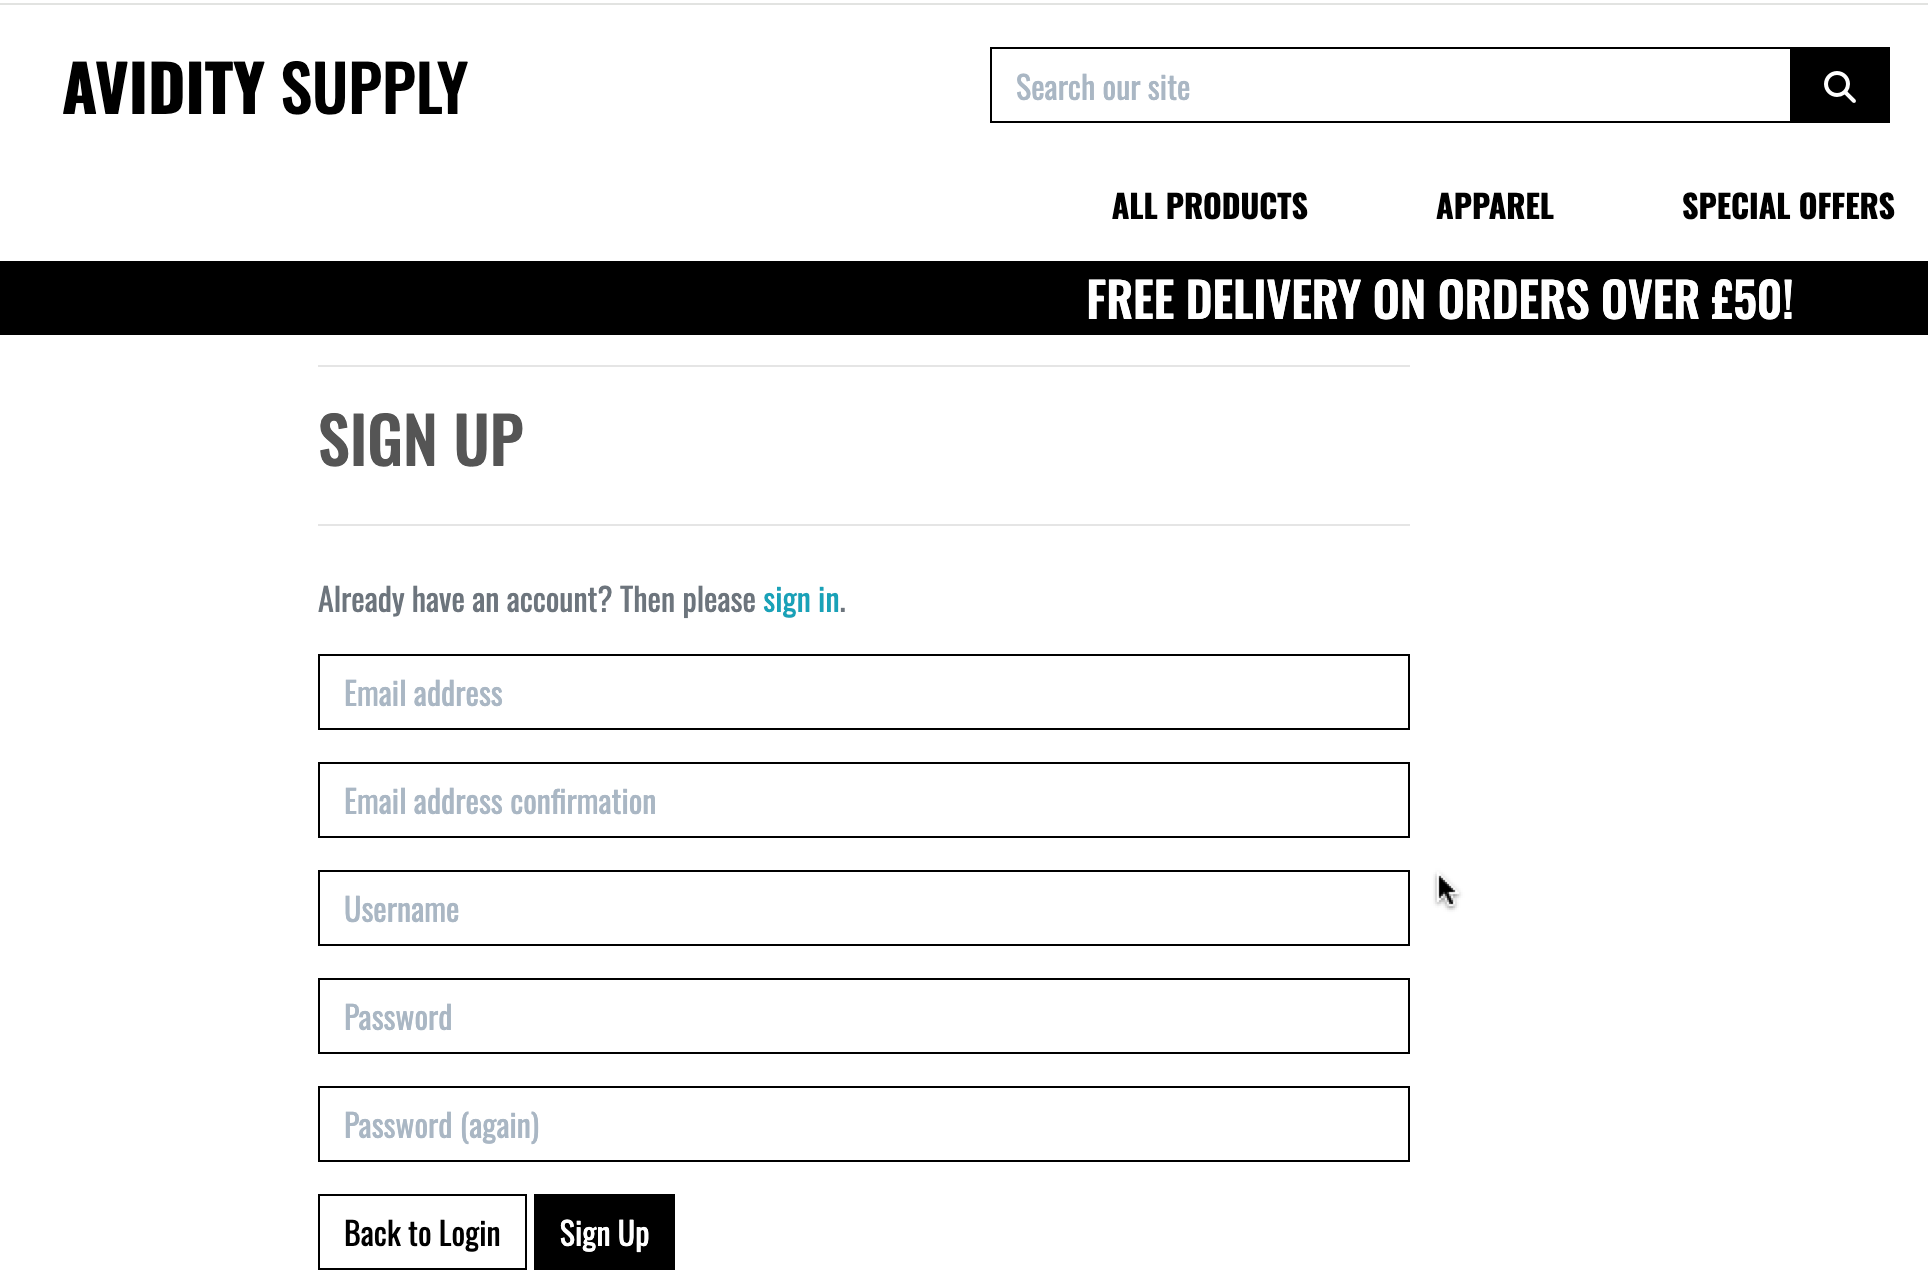 AVIDITY SUPPLY
Search our site
ALL PRODUCTS APPAREL SPECIAL OFFERS
FREE DELIVERY ON ORDERS OVER £50!
SIGN UP
Already have an account? Then please sign in.
Email address
Email address confirmation
Username
Password
Password (again)
Back to Login Sign Up